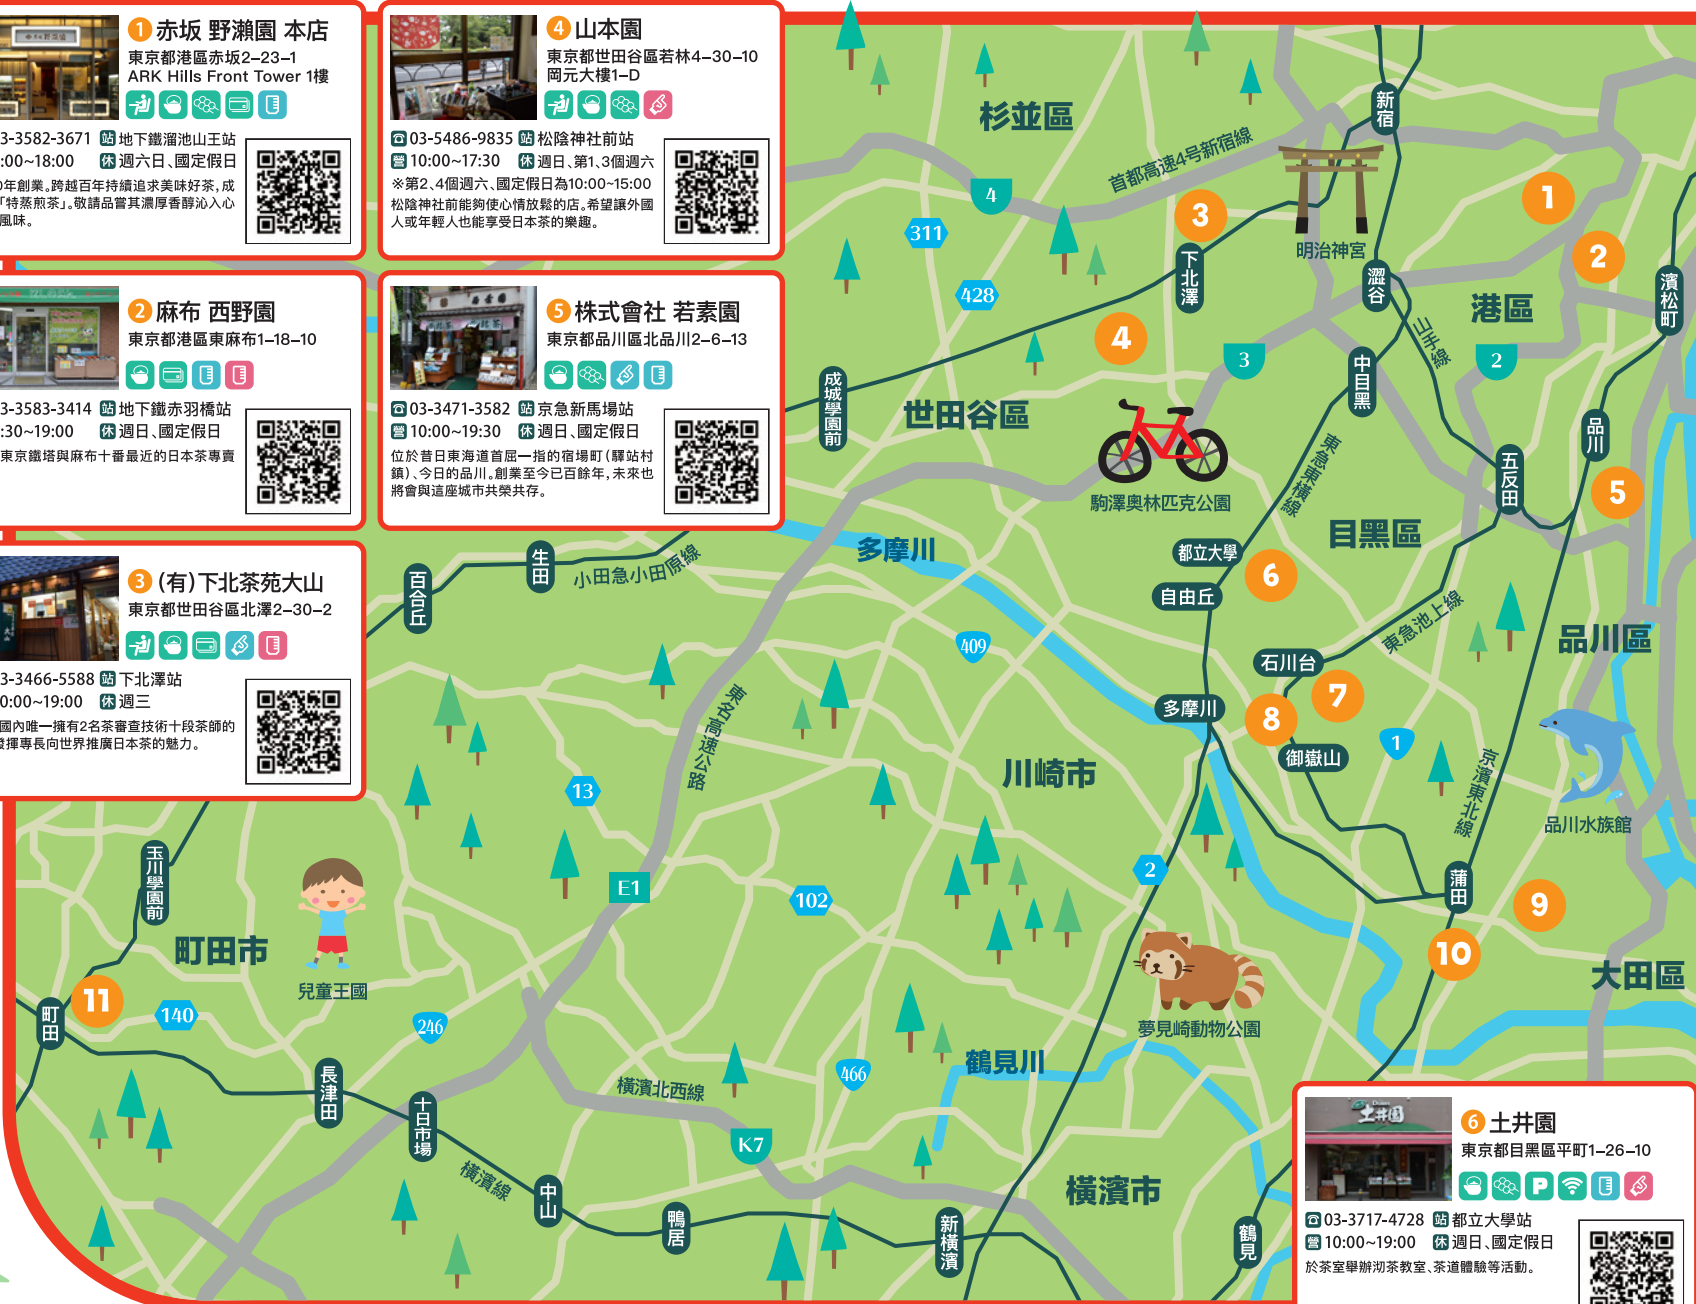 1 赤坂 野瀨園 本店
東京都港區赤坂2–23–1
ARK Hills Front Tower 1樓
3-3582-3671 站 地下鐵溜池山王站
:00~18:00 休 週六日、國定假日
0年創業。跨越百年持續追求美味好茶,成
「特蒸煎茶」。敬請品嘗其濃厚香醇沁入心
風味。
4 山本園
東京都世田谷區若林4–30–10
岡元大樓1–D
03-5486-9835 站 松陰神社前站
營 10:00~17:30 休 週日、第1、3個週六
※第2、4個週六、國定假日為10:00~15:00
松陰神社前能夠使心情放鬆的店。希望讓外國
人或年輕人也能享受日本茶的樂趣。
2 麻布 西野園
東京都港區東麻布1–18–10
3-3583-3414 站 地下鐵赤羽橋站
:30~19:00 休 週日、國定假日
東京鐵塔與麻布十番最近的日本茶專賣
5 株式會社 若素園
東京都品川區北品川2–6–13
03-3471-3582 站 京急新馬場站
營 10:00~19:30 休 週日、國定假日
位於昔日東海道首屈一指的宿場町(驛站村
鎮)、今日的品川。創業至今已百餘年,未來也
將會與這座城市共榮共存。
3 (有)下北茶苑大山
東京都世田谷區北澤2–30–2
3-3466-5588 站 下北澤站
0:00~19:00 休 週三
國內唯一擁有2名茶審查技術十段茶師的
發揮專長向世界推廣日本茶的魅力。
杉並區
首都高速4号新宿線
新宿
4
3
1
311
明治神宮
2
下北澤
澀谷
濱松町
428
港區
4
山手線
3
2
中目黑
成城學園前
世田谷區
品川
東急東橫線
五反田
5
駒澤奧林匹克公園
目黑區
多摩川
都立大學
生田
小田急小田原線
百合丘
6
自由丘
東急池上線
品川區
409
石川台
7
多摩川
8
東名高速公路
1
御嶽山
川崎市
京濱東北線
13
品川水族館
玉川學園前
2
蒲田
E1
102
9
町田市
10
大田區
兒童王國
11
町田
140
246
夢見崎動物公園
鶴見川
466
長津田
橫濱北西線
十日市場
K7
橫濱線
中山
橫濱市
鴨居
新橫濱
鶴見
土井園
6 土井園
東京都目黑區平町1–26–10
P
03-3717-4728 站 都立大學站
營 10:00~19:00 休 週日、國定假日
於茶室舉辦沏茶教室、茶道體驗等活動。